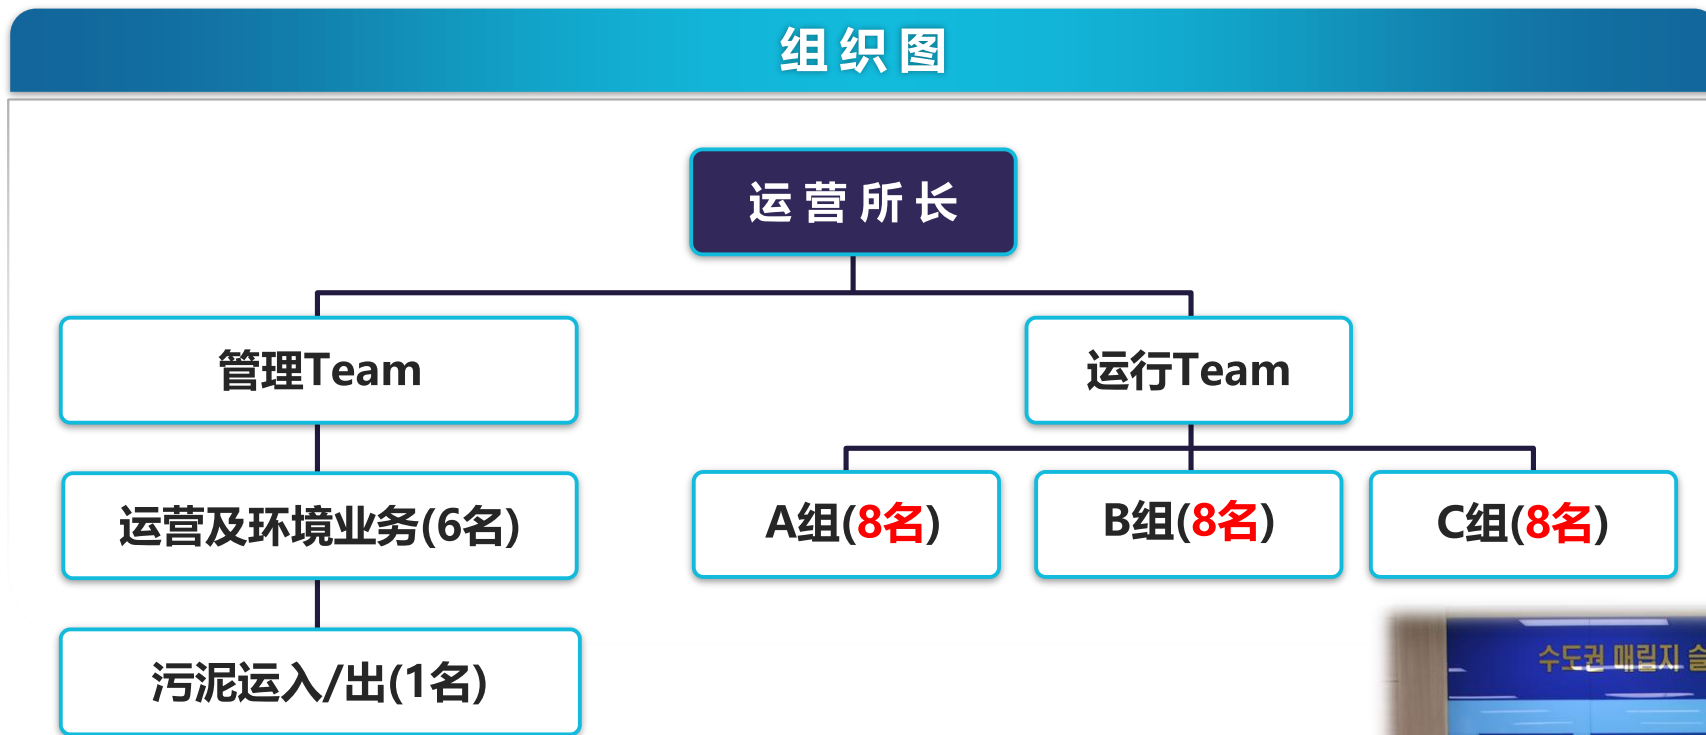 组织图
运营所长
管理Team
运行Team
运营及环境业务(6名)
A组(8名)
B组(8名)
C组(8名)
污泥运入/出(1名)
수도권 매립지 슬